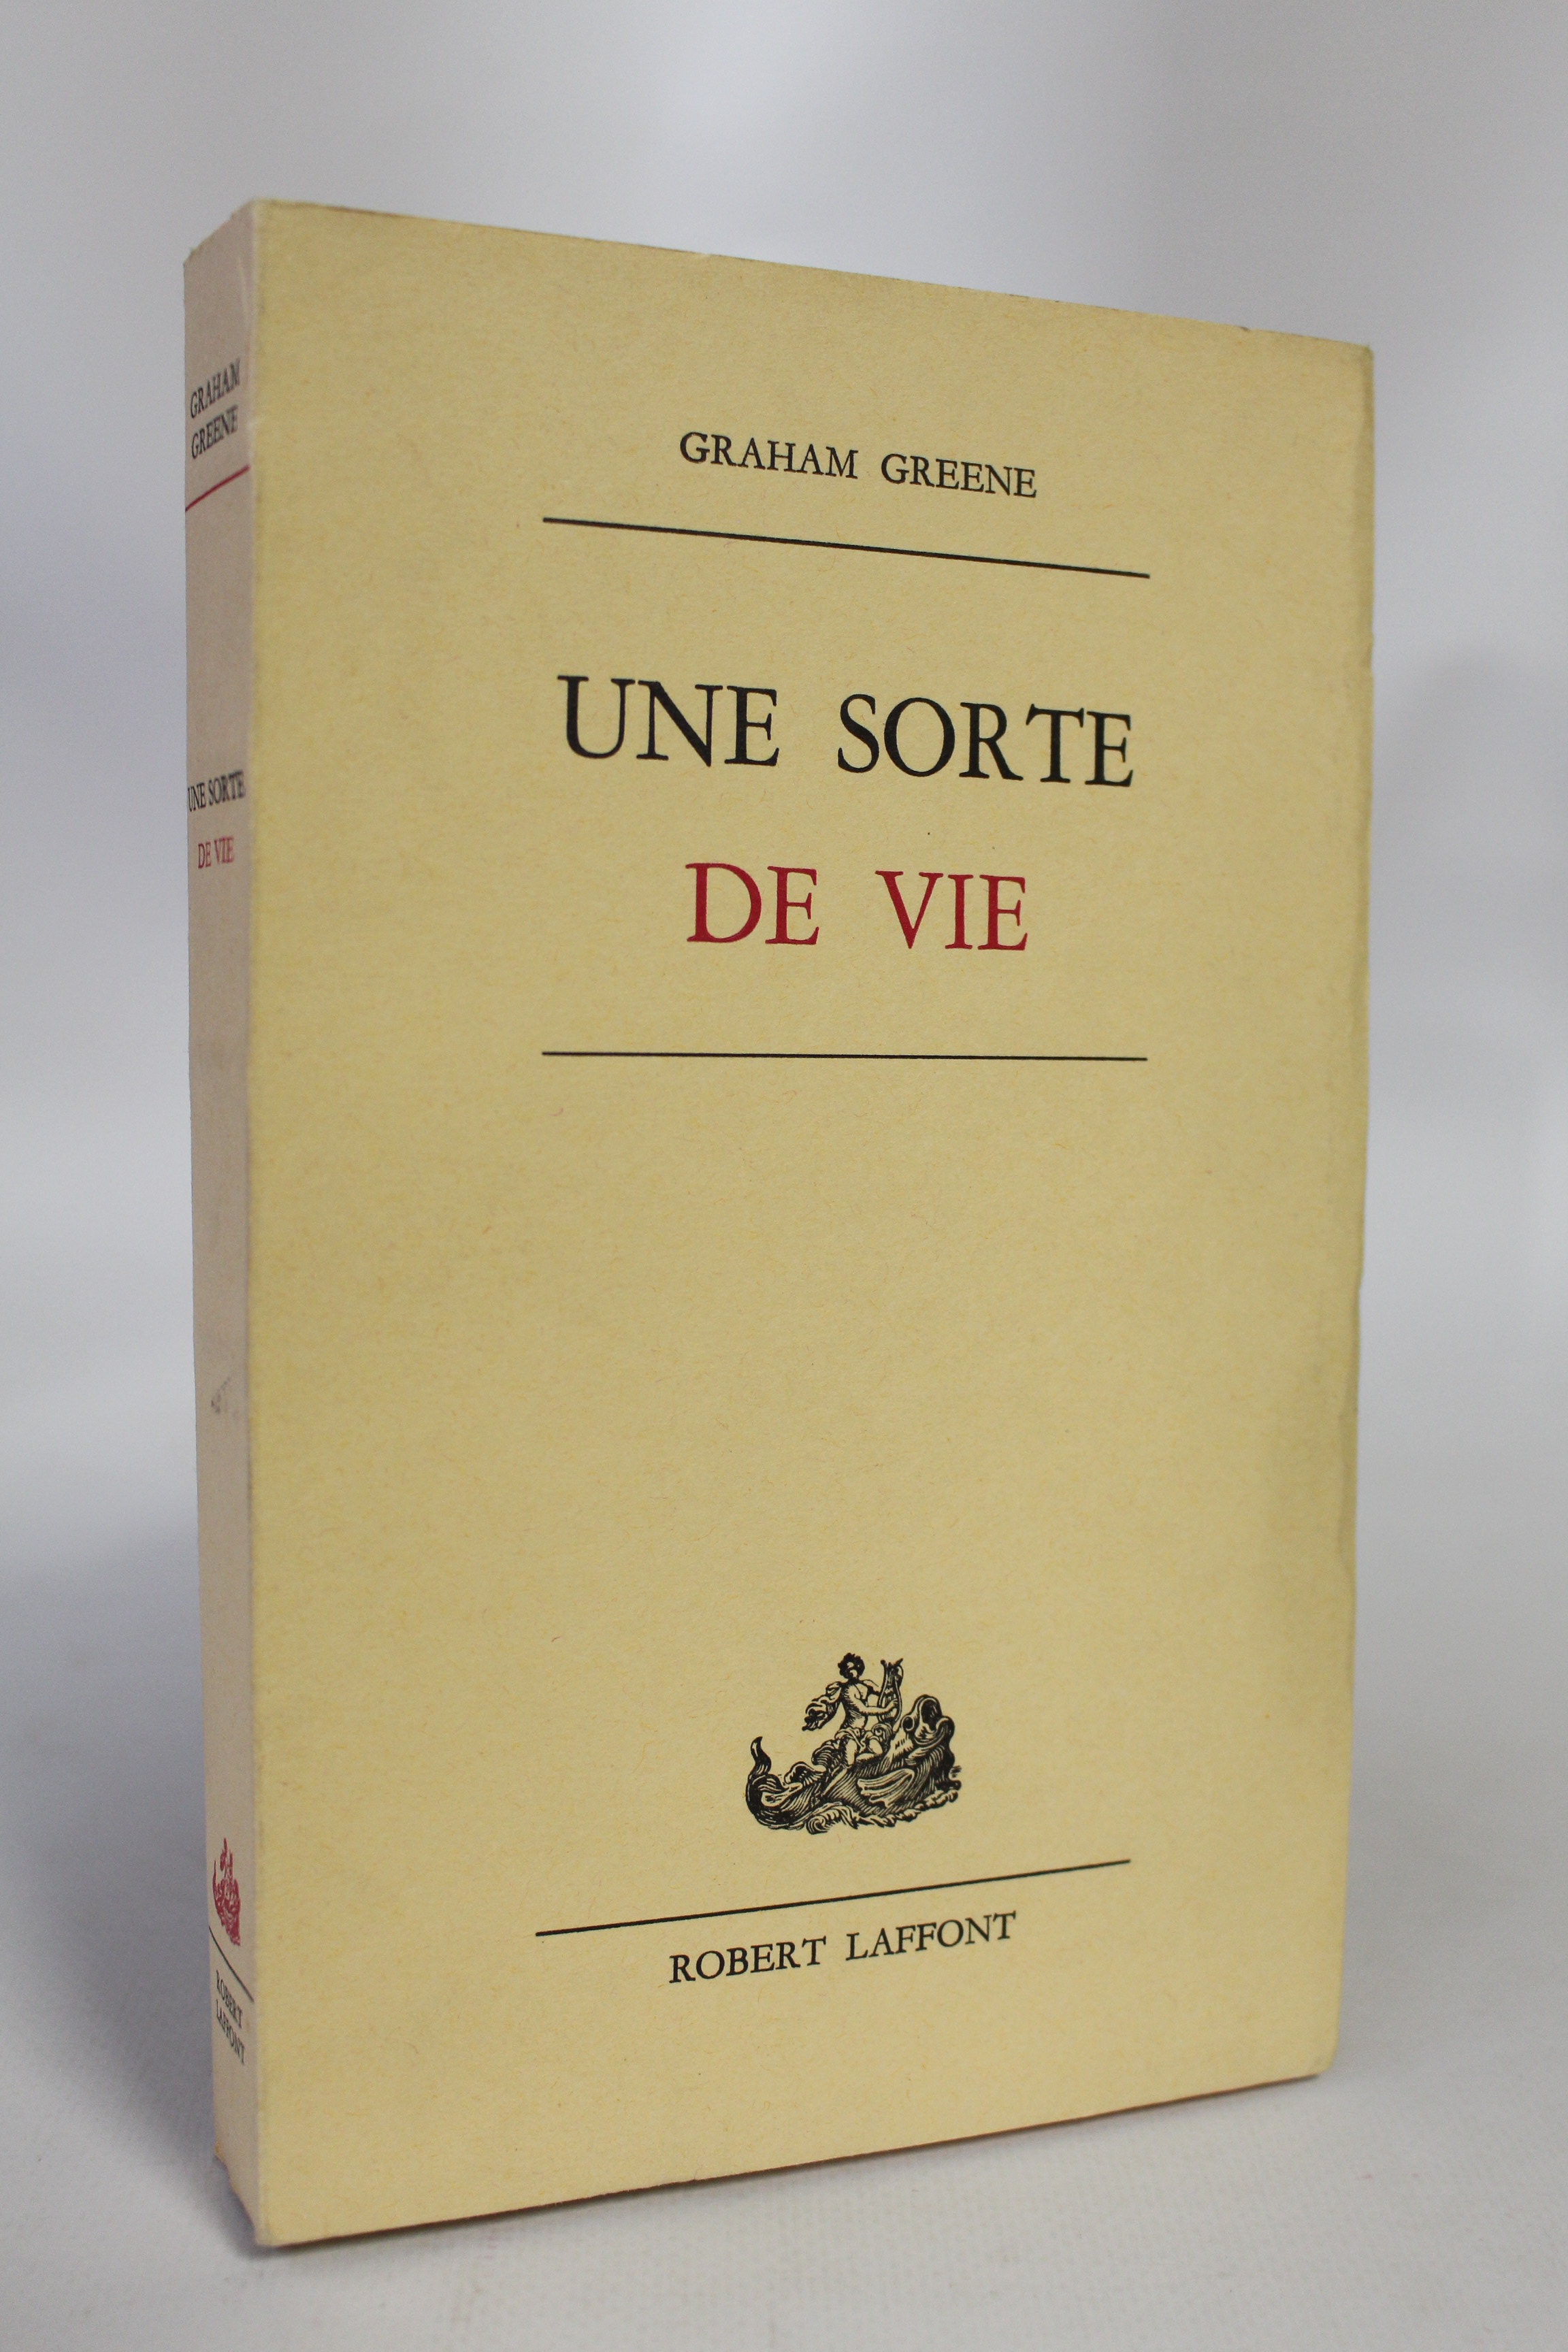 GRAHAM
GREENE
UNE SORTE
DE VIE
ROBERT
LAFFONT
GRAHAM GREENE
UNE SORTE
DE VIE
ROBERT LAFFONT